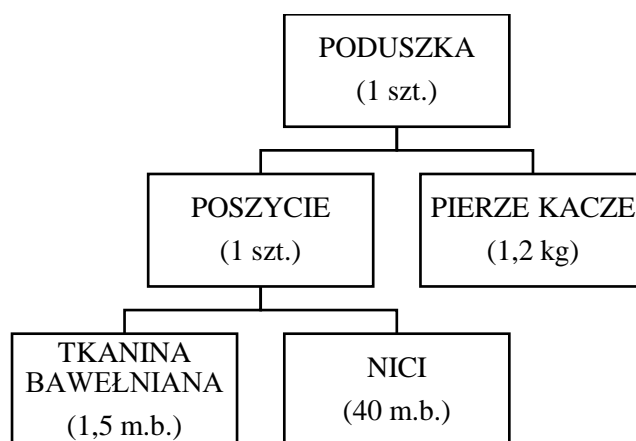 PODUSZKA
(1 szt.)
POSZYCIE
(1 szt.)
PIERZE KACZE
(1,2 kg)
TKANINA
BAWEŁNIANA
(1,5 m.b.)
NICI
(40 m.b.)